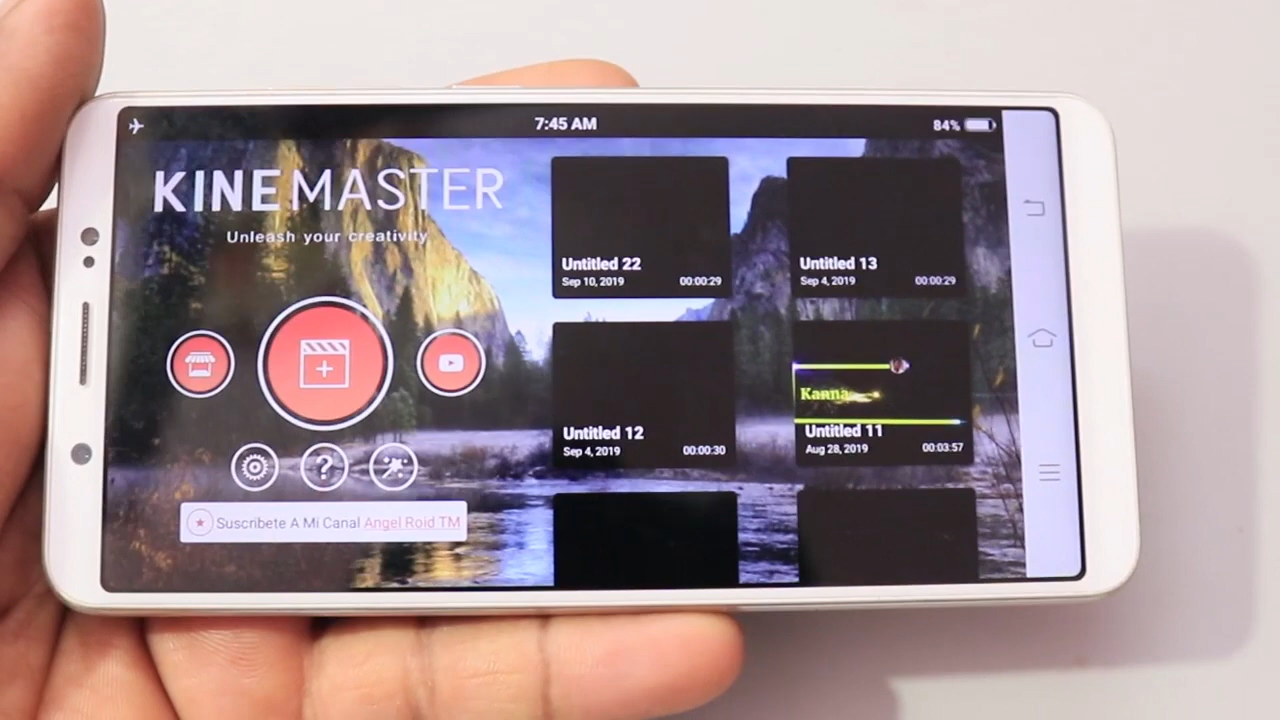 7:45 AM
84%
KINEMASTER
Unleash your creativity
Untitled 22
Sep 10, 2019 00:00:29
Untitled 13
Sep 4, 2019 00:00:29
Untitled 12
Sep 4, 2019 00:00:30
Kanna
Untitled 11
Aug 28, 2019 00:03:57
?
Suscribete A Mi Canal Angel Roid TM